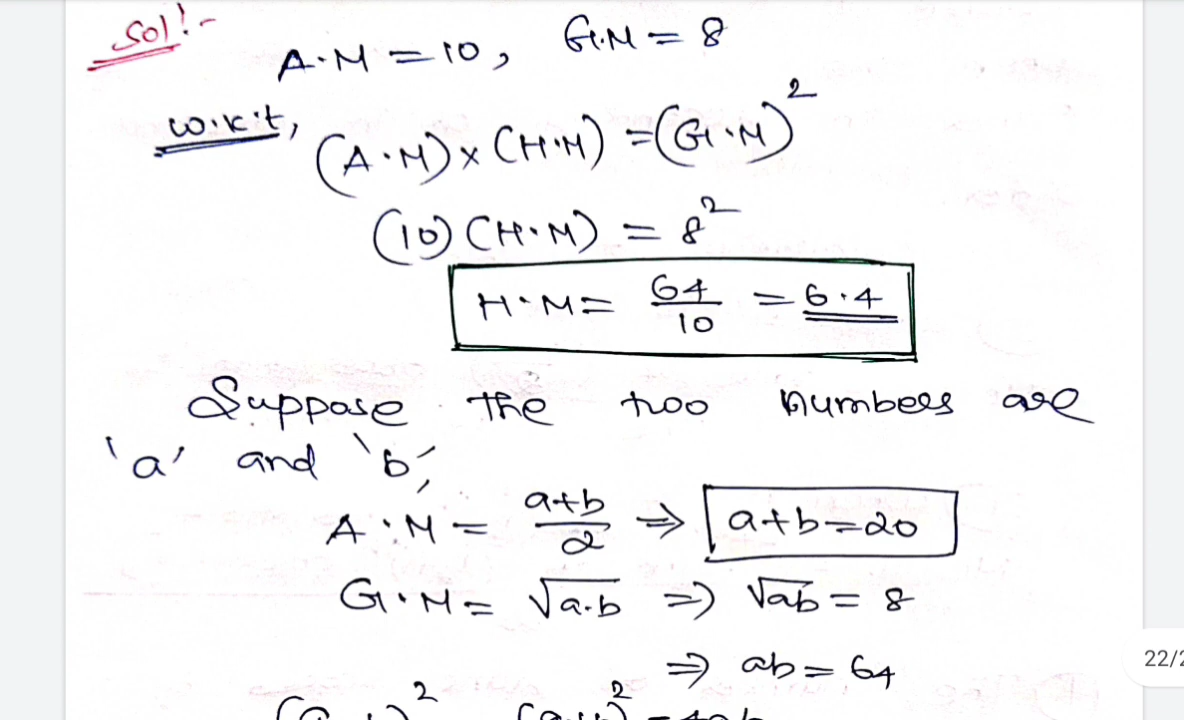 Sol!-
A.M = 10, G.M = 8
w.k.t, (A.M) x (H.M) = (G.M)²
(10) (H.M) = 8²
H.M = 64/10 = 6.4
Suppose the two numbers are
'a' and 'b',
A.M = a+b/2 ⇒ a+b=20
G.M = √a.b ⇒ √ab = 8
⇒ ab = 64
22/2